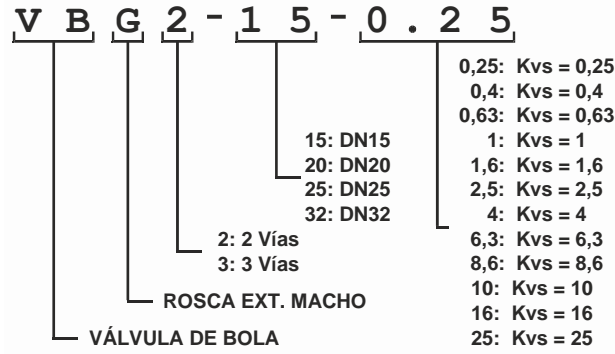 V B G 2 - 1 5 - 0 . 2 5
0,25: Kvs = 0,25
0,4: Kvs = 0,4
0,63: Kvs = 0,63
1: Kvs = 1
1,6: Kvs = 1,6
2,5: Kvs = 2,5
4: Kvs = 4
6,3: Kvs = 6,3
8,6: Kvs = 8,6
10: Kvs = 10
16: Kvs = 16
25: Kvs = 25
15: DN15
20: DN20
25: DN25
32: DN32
2: 2 Vías
3: 3 Vías
ROSCA EXT. MACHO
VÁLVULA DE BOLA